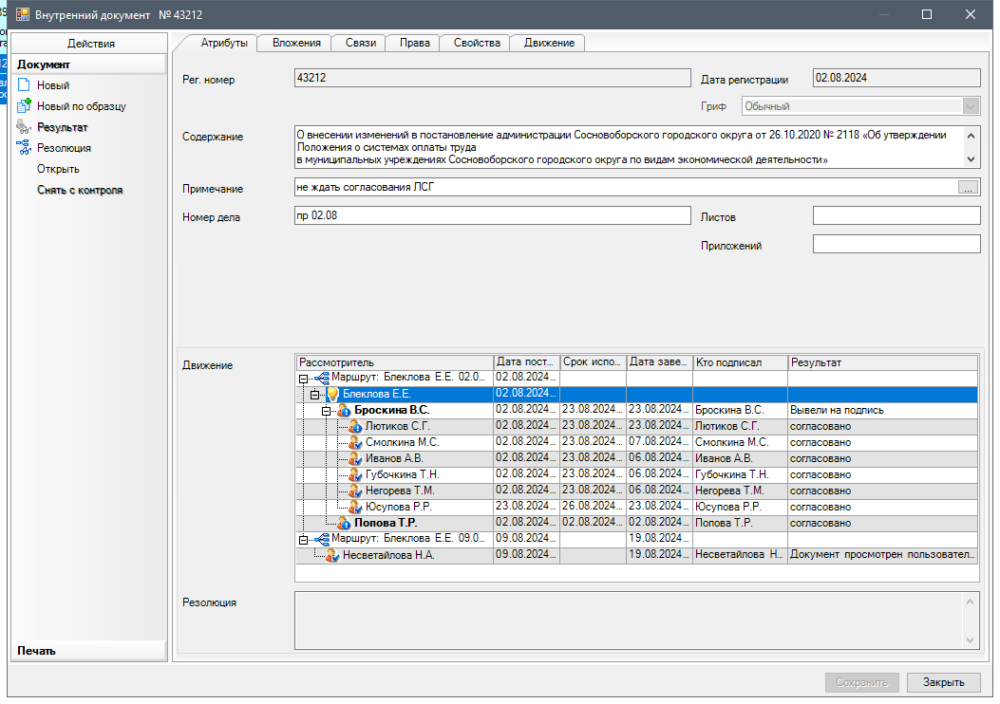 Внутренний документ № 43212
Действия
Документ
Новый
Новый по образцу
Результат
Резолюция
Открыть
Снять с контроля
Печать
Атрибуты Вложения Связи Права Свойства Движение
Рег. номер 43212 Дата регистрации 02.08.2024
Гриф Обычный
Содержание О внесении изменений в постановление администрации Сосновоборского городского округа от 26.10.2020 № 2118 «Об утверждении
Положения о системах оплаты труда
в муниципальных учреждениях Сосновоборского городского округа по видам экономической деятельности»
Примечание не ждать согласования ЛСГ ...
Номер дела пр 02.08 Листов
Приложений
Движение
Рассмотритель Дата пост... Срок испо... Дата заве... Кто подписал Результат
Маршрут: Блеклова Е.Е. 02.0... 02.08.2024...
Блеклова Е.Е. 02.08.2024...
Броскина В.С. 02.08.2024... 23.08.2024... 23.08.2024... Броскина В.С. Вывели на подпись
Лютиков С.Г. 02.08.2024... 23.08.2024... 23.08.2024... Лютиков С.Г. согласовано
Смолкина М.С. 02.08.2024... 23.08.2024... 07.08.2024... Смолкина М.С. согласовано
Иванов А.В. 02.08.2024... 23.08.2024... 06.08.2024... Иванов А.В. согласовано
Губочкина Т.Н. 02.08.2024... 23.08.2024... 06.08.2024... Губочкина Т.Н. согласовано
Негорева Т.М. 02.08.2024... 23.08.2024... 06.08.2024... Негорева Т.М. согласовано
Юсупова Р.Р. 23.08.2024... 26.08.2024... 23.08.2024... Юсупова Р.Р. согласовано
Попова Т.Р. 02.08.2024... 02.08.2024... 02.08.2024... Попова Т.Р. согласовано
Маршрут: Блеклова Е.Е. 09.0... 09.08.2024... 19.08.2024...
Несветайлова Н.А. 09.08.2024... 19.08.2024... Несветайлова Н... Документ просмотрен пользовател...
Резолюция
Сохранить Закрыть